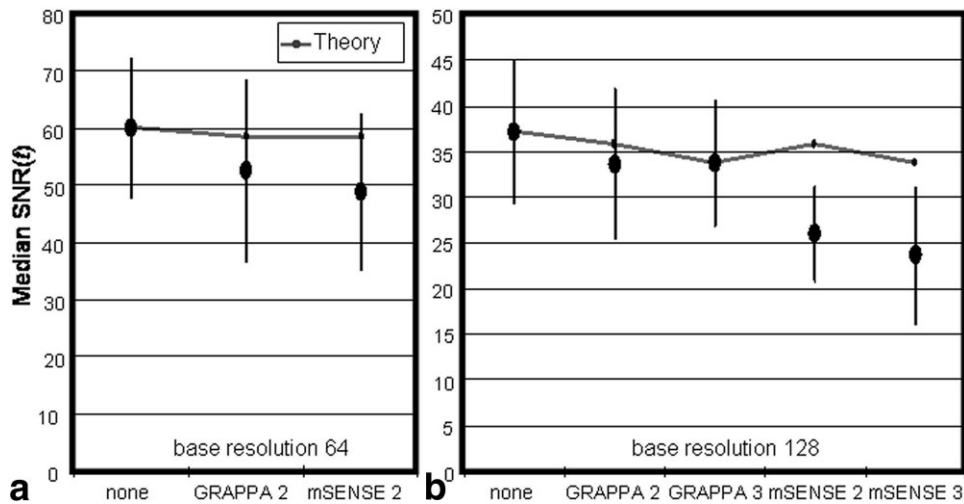 80
70
60
50
40
30
20
10
0
Median SNR(t)
Theory
base resolution 64
none GRAPPA 2 mSENSE 2
a
50
45
40
35
30
25
20
15
10
5
0
base resolution 128
none GRAPPA 2 GRAPPA 3 mSENSE 2 mSENSE 3
b